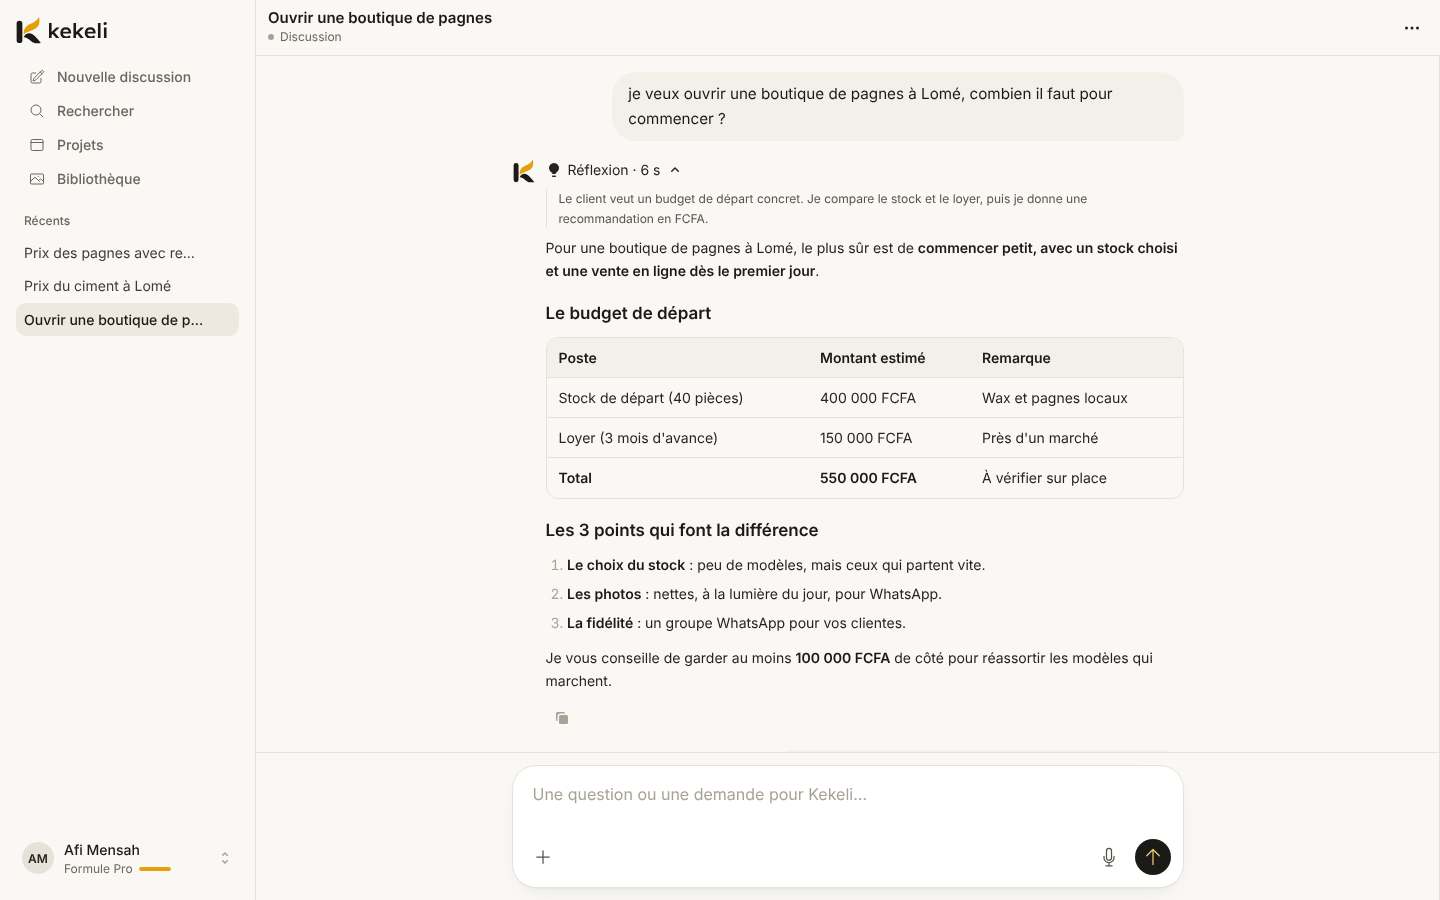 kekeli
Nouvelle discussion
Rechercher
Projets
Bibliothèque
Récents
Prix des pagnes avec re...
Prix du ciment à Lomé
Ouvrir une boutique de p...
AM
Afi Mensah
Formule Pro
Ouvrir une boutique de pagnes
Discussion
je veux ouvrir une boutique de pagnes à Lomé, combien il faut pour
commencer ?
Réflexion · 6 s
Le client veut un budget de départ concret. Je compare le stock et le loyer, puis je donne une
recommandation en FCFA.
Pour une boutique de pagnes à Lomé, le plus sûr est de commencer petit, avec un stock choisi
et une vente en ligne dès le premier jour.
Le budget de départ
Poste Montant estimé Remarque
Stock de départ (40 pièces) 400 000 FCFA Wax et pagnes locaux
Loyer (3 mois d'avance) 150 000 FCFA Près d'un marché
Total 550 000 FCFA À vérifier sur place
Les 3 points qui font la différence
1. Le choix du stock : peu de modèles, mais ceux qui partent vite.
2. Les photos : nettes, à la lumière du jour, pour WhatsApp.
3. La fidélité : un groupe WhatsApp pour vos clientes.
Je vous conseille de garder au moins 100 000 FCFA de côté pour réassortir les modèles qui
marchent.
Une question ou une demande pour Kekeli...